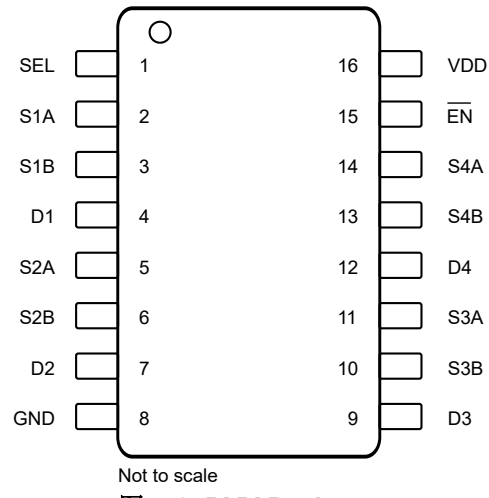 SEL 1 16 VDD
S1A 2 15 EN
S1B 3 14 S4A
D1 4 13 S4B
S2A 5 12 D4
S2B 6 11 S3A
D2 7 10 S3B
GND 8 9 D3
Not to scale